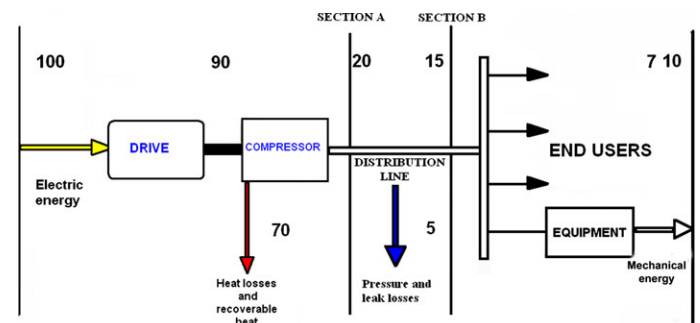 SECTION A
SECTION B
100
90
20
15
7 10
DRIVE
COMPRESSOR
DISTRIBUTION
LINE
END USERS
Electric
energy
70
5
EQUIPMENT
Heat losses
and
recoverable
heat
Pressure and
leak losses
Mechanical
energy